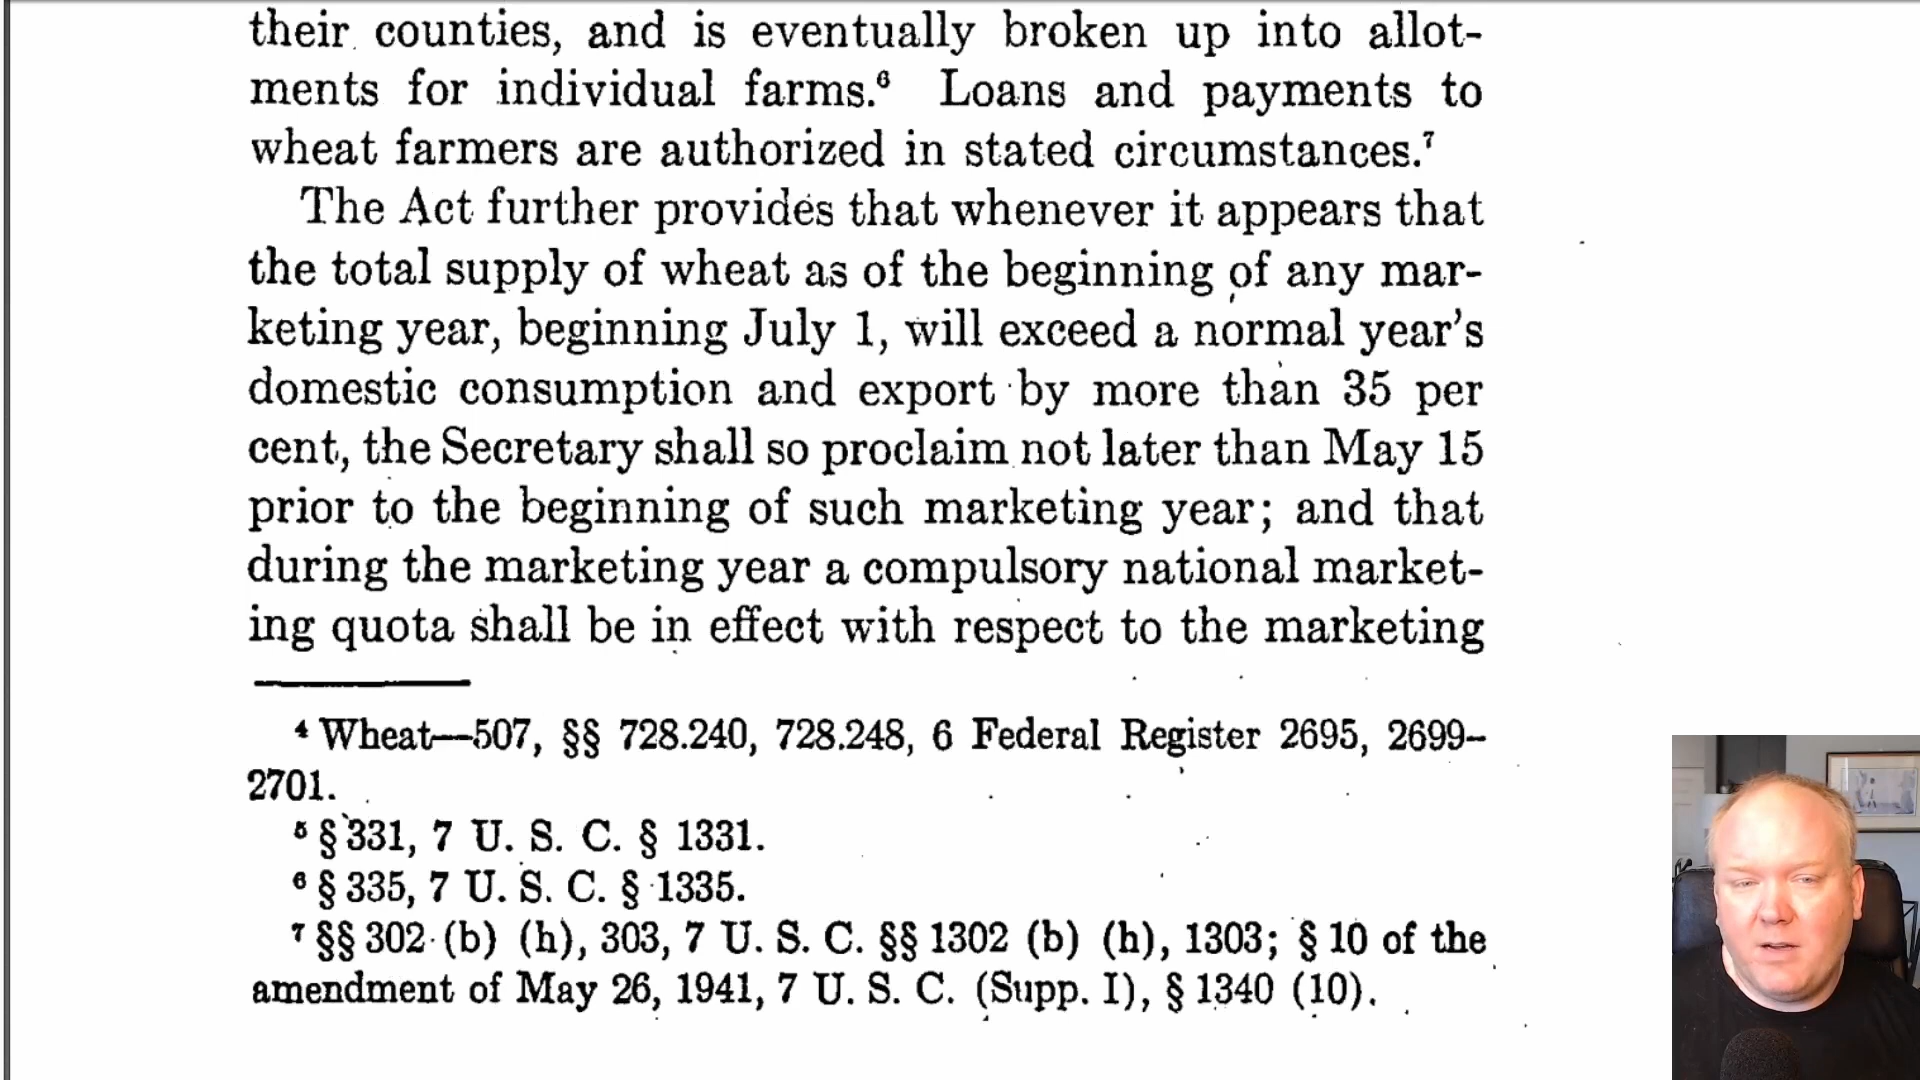 their counties, and is eventually broken up into allot-
ments for individual farms.⁶ Loans and payments to
wheat farmers are authorized in stated circumstances.⁷
The Act further provides that whenever it appears that
the total supply of wheat as of the beginning of any mar-
keting year, beginning July 1, will exceed a normal year's
domestic consumption and export by more than 35 per
cent, the Secretary shall so proclaim not later than May 15
prior to the beginning of such marketing year; and that
during the marketing year a compulsory national market-
ing quota shall be in effect with respect to the marketing
⁴ Wheat—507, §§ 728.240, 728.248, 6 Federal Register 2695, 2699–
2701.
⁵ § 331, 7 U. S. C. § 1331.
⁶ § 335, 7 U. S. C. § 1335.
⁷ §§ 302 (b) (h), 303, 7 U. S. C. §§ 1302 (b) (h), 1303; § 10 of the
amendment of May 26, 1941, 7 U. S. C. (Supp. I), § 1340 (10).